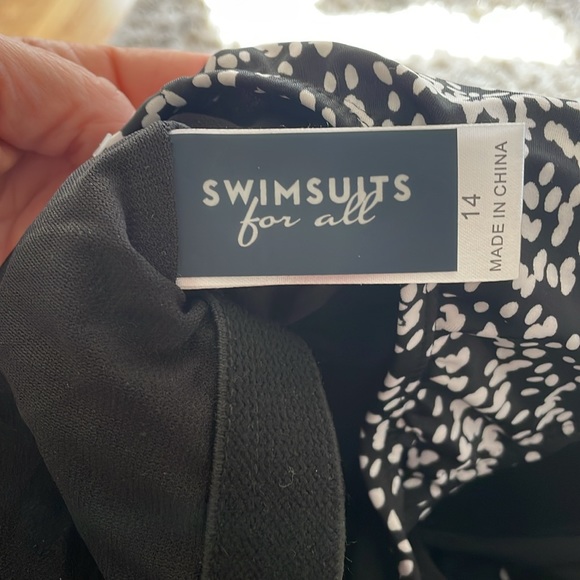 SWIMSUITS
for all
14
MADE IN CHINA